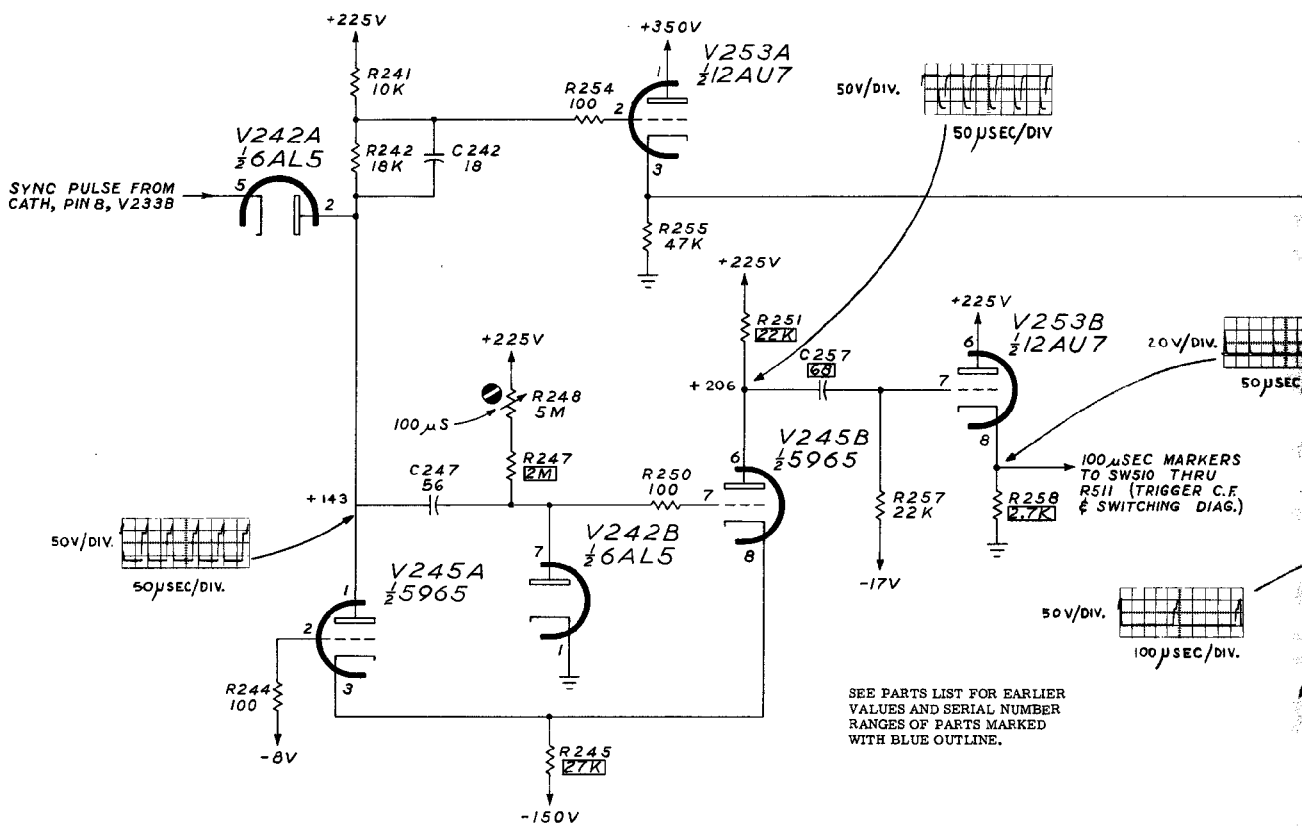 +225V
R241
10K
V242A
½6AL5
5
2
SYNC PULSE FROM
CATH, PIN 8, V233B
R242
18K
C242
18
R254
100
+350V
V253A
½12AU7
1
2
3
R255
47K
50V/DIV.
50 µSEC/DIV
+225V
R251
22K
+206
C257
68
+225V
V253B
½12AU7
6
7
8
20V/DIV.
50 µSEC
100 µSEC MARKERS
TO SW510 THRU
R511 (TRIGGER C.F.
& SWITCHING DIAG.)
R258
2.7K
R257
22K
-17V
+225V
R248
5M
100 µS
R247
2M
C247
56
R250
100
V245B
½5965
6
7
8
+143
50V/DIV.
50µSEC/DIV.
V242B
½6AL5
7
1
V245A
½5965
1
2
3
R244
100
-8V
R245
27K
-150V
50V/DIV.
100 µSEC/DIV.
SEE PARTS LIST FOR EARLIER
VALUES AND SERIAL NUMBER
RANGES OF PARTS MARKED
WITH BLUE OUTLINE.